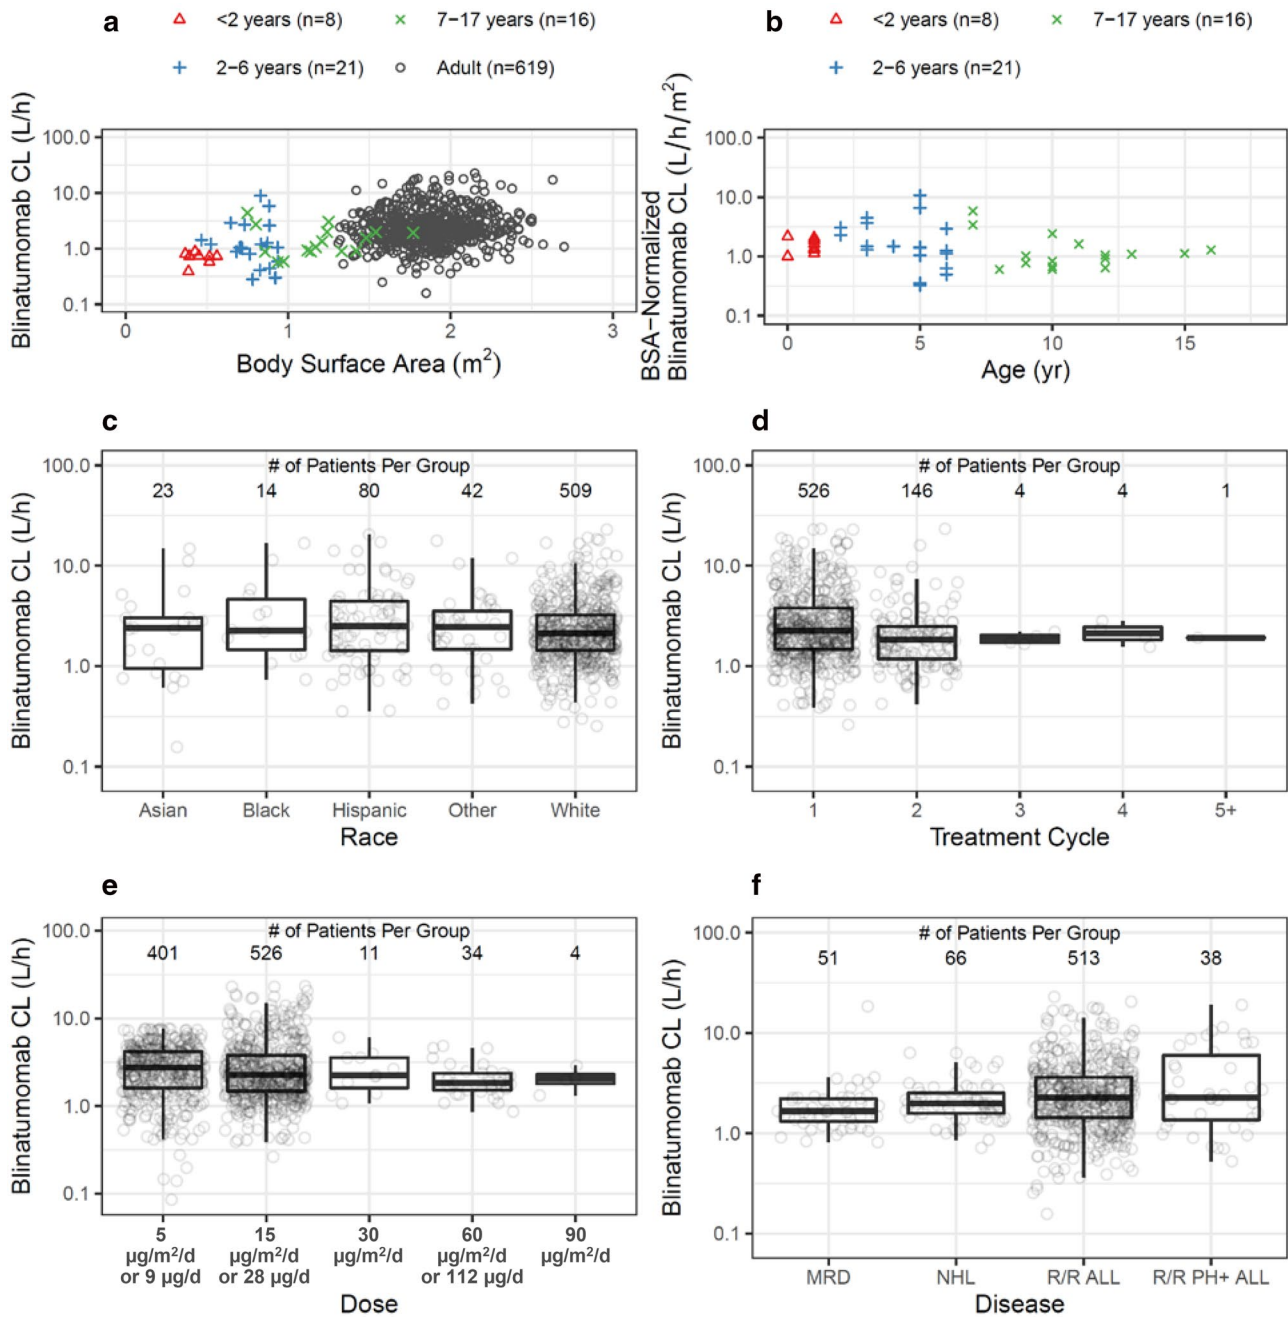 a
<2 years (n=8)
7−17 years (n=16)
2−6 years (n=21)
Adult (n=619)
Blinatumomab CL (L/h)
100.0
10.0
1.0
0.1
0
1
2
3
Body Surface Area (m²)
b
<2 years (n=8)
7−17 years (n=16)
2−6 years (n=21)
BSA−Normalized
Blinatumomab CL (L/h/m²)
100.0
10.0
1.0
0.1
0
5
10
15
Age (yr)
c
# of Patients Per Group
23
14
80
42
509
Blinatumomab CL (L/h)
100.0
10.0
1.0
0.1
Asian
Black
Hispanic
Other
White
Race
d
# of Patients Per Group
526
146
4
4
1
Blinatumomab CL (L/h)
100.0
10.0
1.0
0.1
1
2
3
4
5+
Treatment Cycle
e
# of Patients Per Group
401
526
11
34
4
Blinatumomab CL (L/h)
100.0
10.0
1.0
0.1
5
µg/m²/d
or 9 µg/d
15
µg/m²/d
or 28 µg/d
30
µg/m²/d
60
µg/m²/d
or 112 µg/d
90
µg/m²/d
Dose
f
# of Patients Per Group
51
66
513
38
Blinatumomab CL (L/h)
100.0
10.0
1.0
0.1
MRD
NHL
R/R ALL
R/R PH+ ALL
Disease